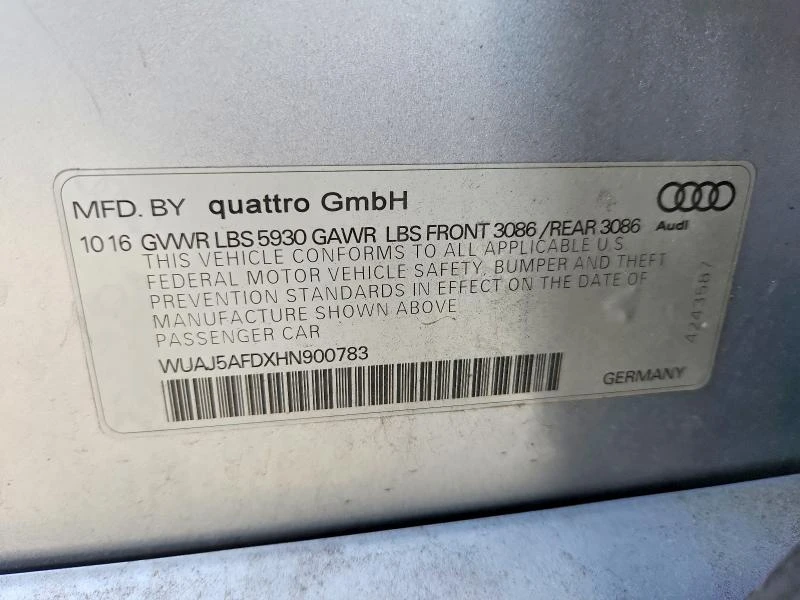 MFD. BY quattro GmbH
Audi
10 16 GVWR LBS 5930 GAWR LBS FRONT 3086 /REAR 3086
THIS VEHICLE CONFORMS TO ALL APPLICABLE U.S.
FEDERAL MOTOR VEHICLE SAFETY, BUMPER AND THEFT
PREVENTION STANDARDS IN EFFECT ON THE DATE OF
MANUFACTURE SHOWN ABOVE
PASSENGER CAR
WUAJ5AFDXHN900783
GERMANY
4243587